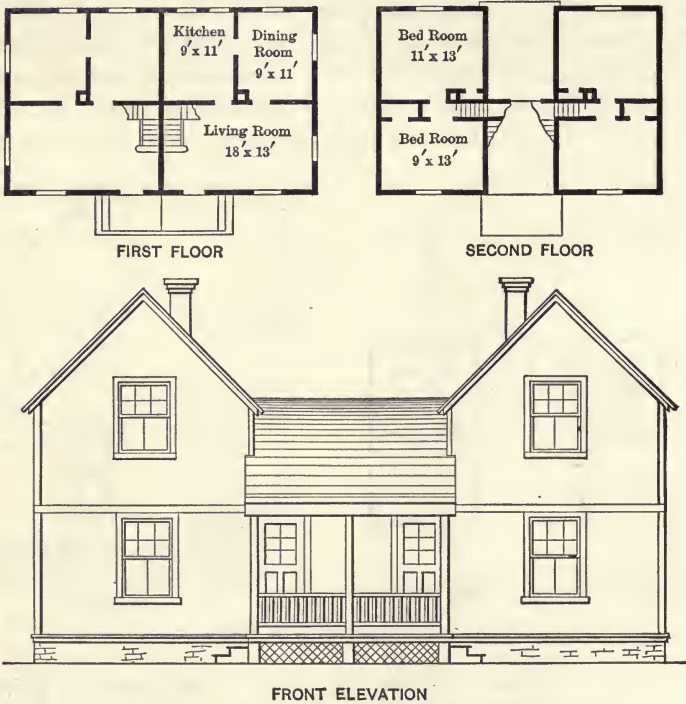 Kitchen
9′ x 11′
Dining
Room
9′ x 11′
Living Room
18′ x 13′
FIRST FLOOR
Bed Room
11′ x 13′
Bed Room
9′ x 13′
SECOND FLOOR
FRONT ELEVATION